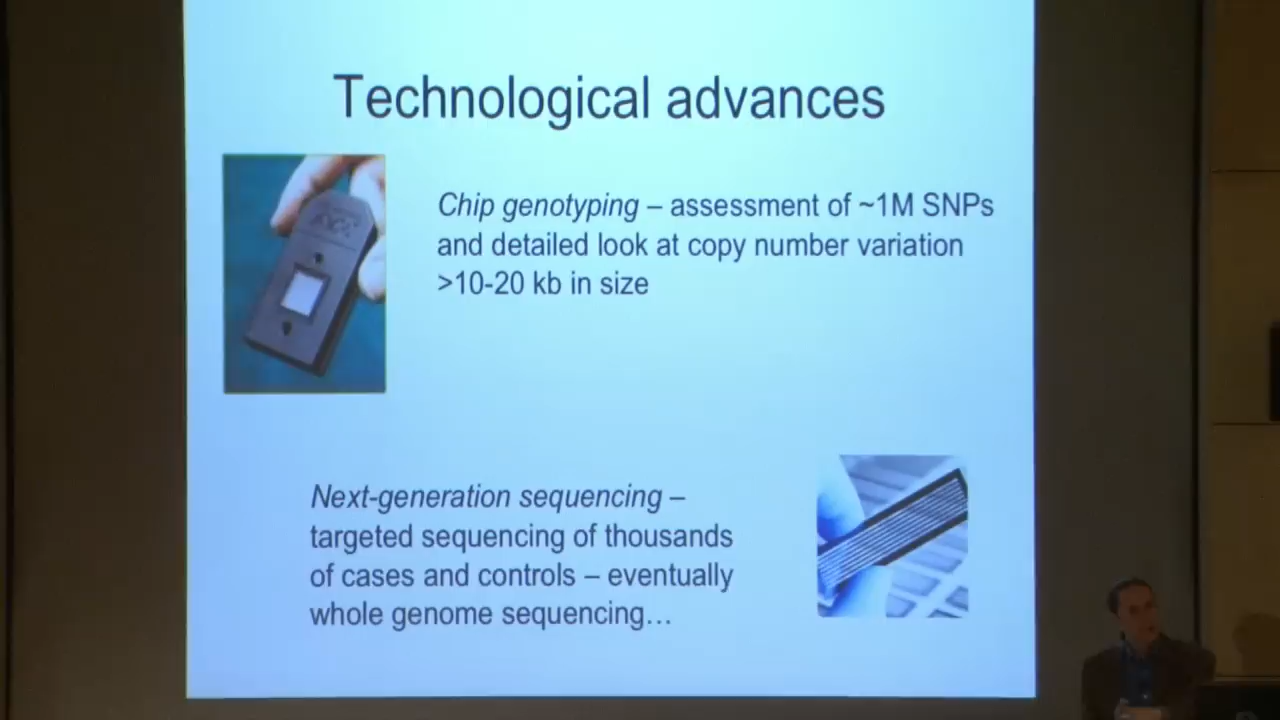 Technological advances
Chip genotyping – assessment of ~1M SNPs
and detailed look at copy number variation
>10-20 kb in size
Next-generation sequencing –
targeted sequencing of thousands
of cases and controls – eventually
whole genome sequencing…